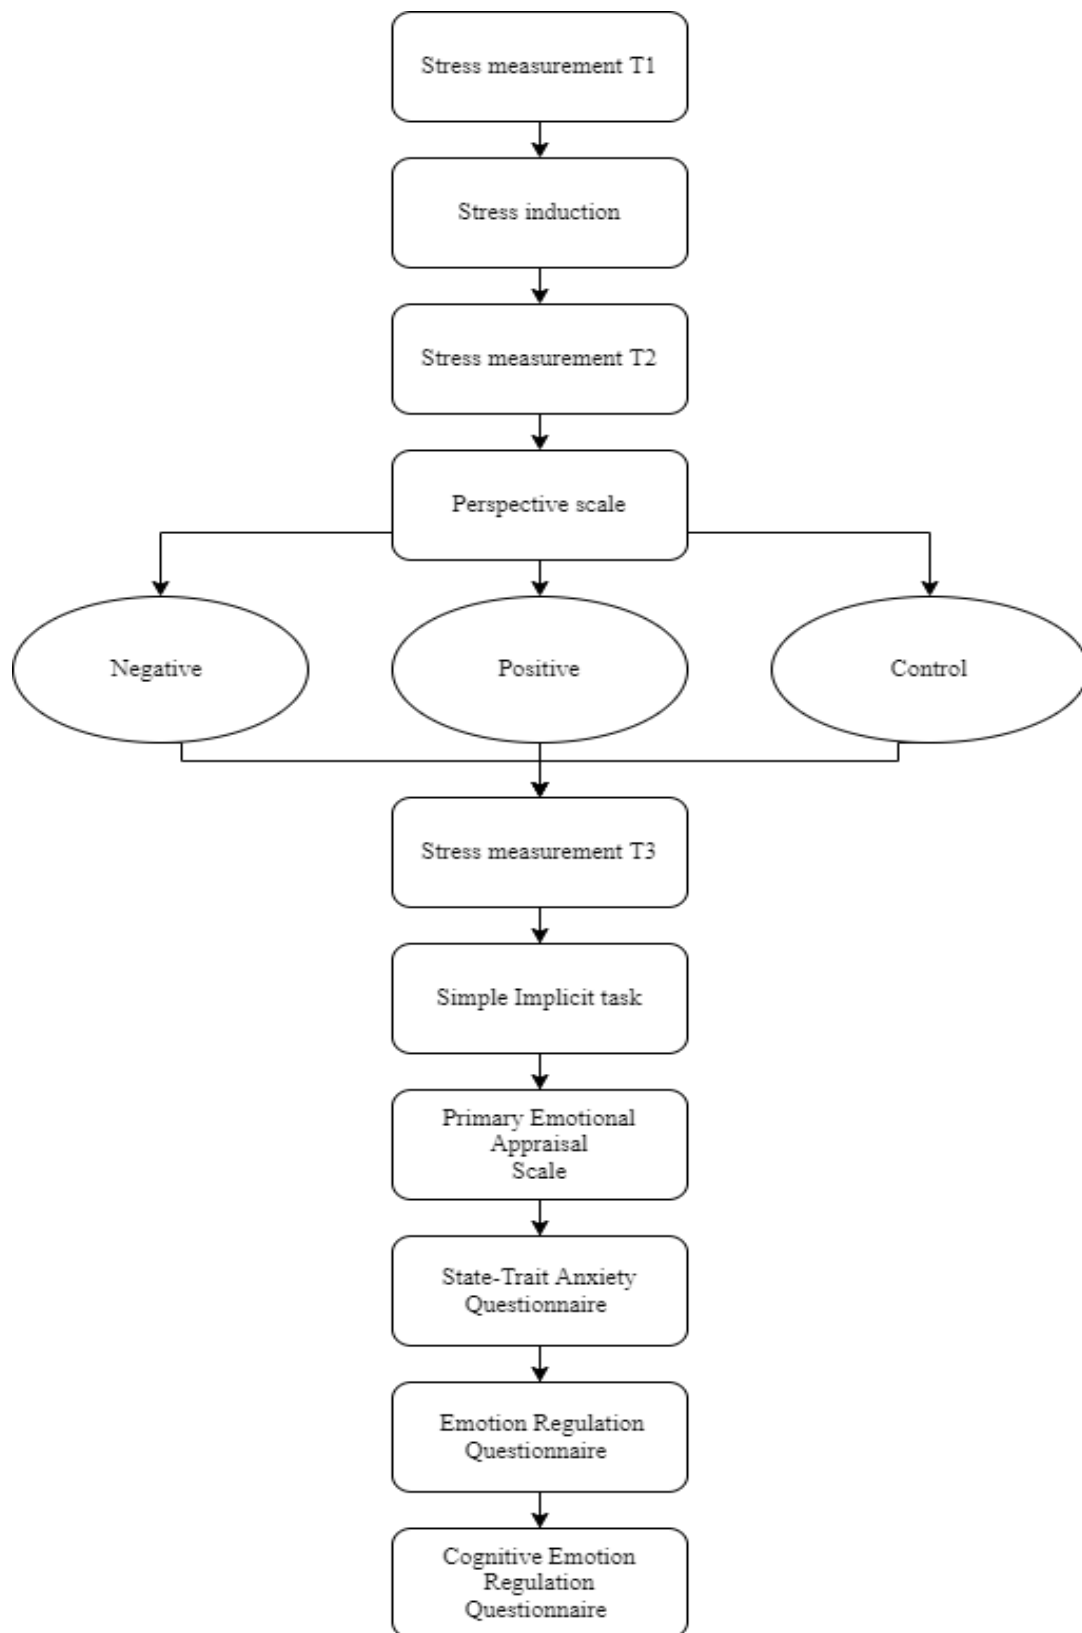 Stress measurement T1
Stress induction
Stress measurement T2
Perspective scale
Negative
Positive
Control
Stress measurement T3
Simple Implicit task
Primary Emotional
Appraisal
Scale
State-Trait Anxiety
Questionnaire
Emotion Regulation
Questionnaire
Cognitive Emotion
Regulation
Questionnaire